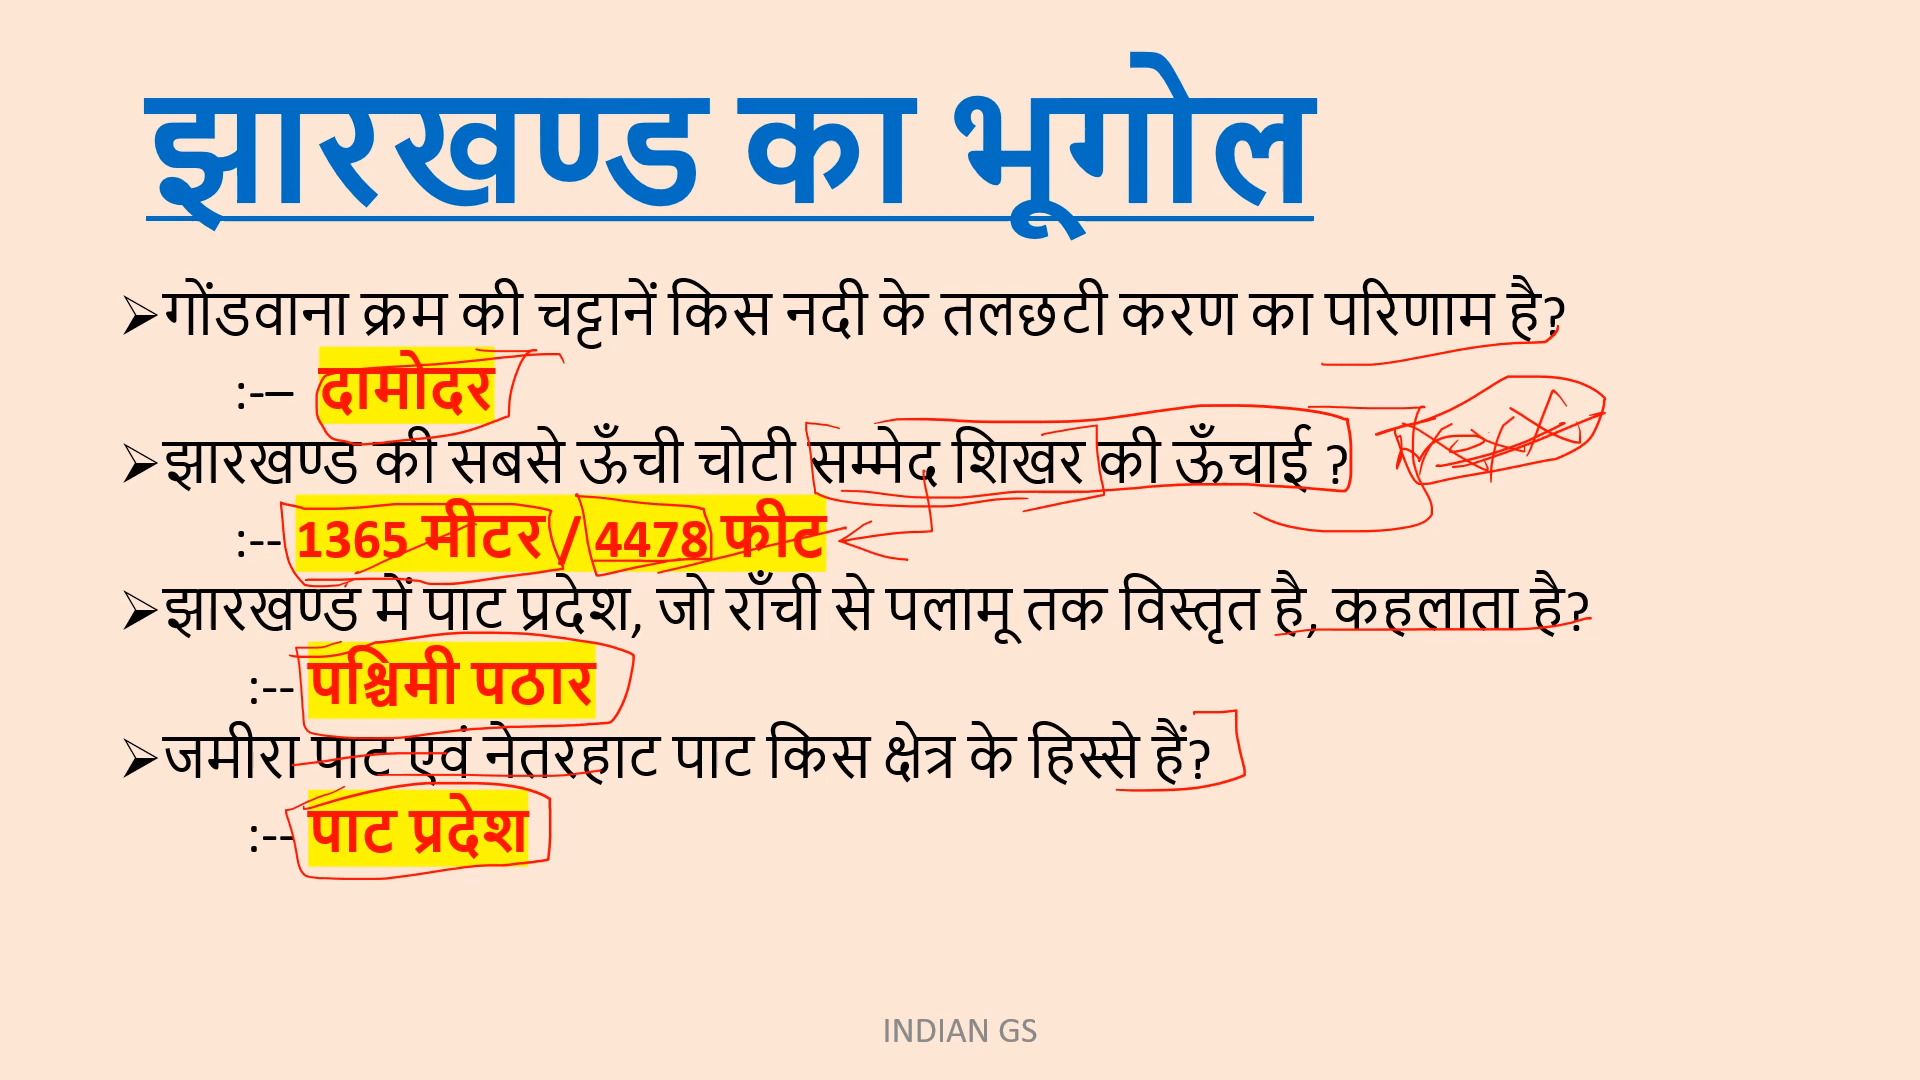 झारखण्ड का भूगोल
➢गोंडवाना क्रम की चट्टानें किस नदी के तलछटी करण का परिणाम है?
:-– दामोदर
➢झारखण्ड की सबसे ऊँची चोटी सम्मेद शिखर की ऊँचाई ?
:-- 1365 मीटर / 4478 फीट
➢झारखण्ड में पाट प्रदेश, जो राँची से पलामू तक विस्तृत है, कहलाता है?
:-- पश्चिमी पठार
➢जमीरा पाट एवं नेतरहाट पाट किस क्षेत्र के हिस्से हैं?
:-- पाट प्रदेश
INDIAN GS